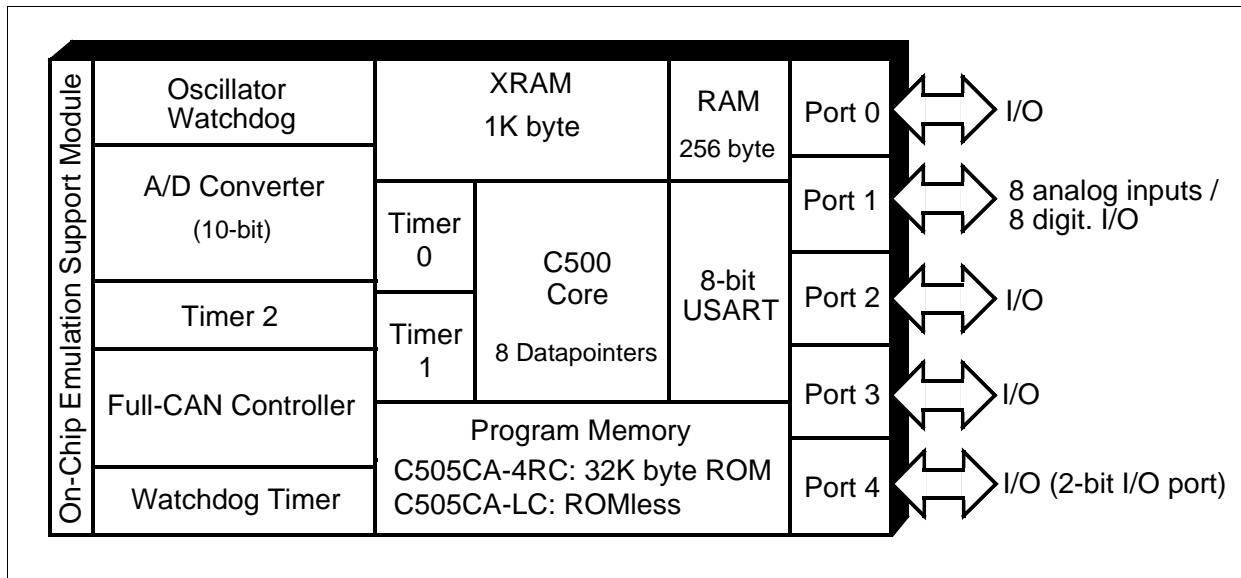 On-Chip Emulation Support Module
Oscillator
Watchdog
A/D Converter
(10-bit)
Timer 2
Full-CAN Controller
Watchdog Timer
XRAM
1K byte
RAM
256 byte
Timer
0
Timer
1
C500
Core
8 Datapointers
8-bit
USART
Program Memory
C505CA-4RC: 32K byte ROM
C505CA-LC: ROMless
Port 0
I/O
Port 1
8 analog inputs /
8 digit. I/O
Port 2
I/O
Port 3
I/O
Port 4
I/O (2-bit I/O port)